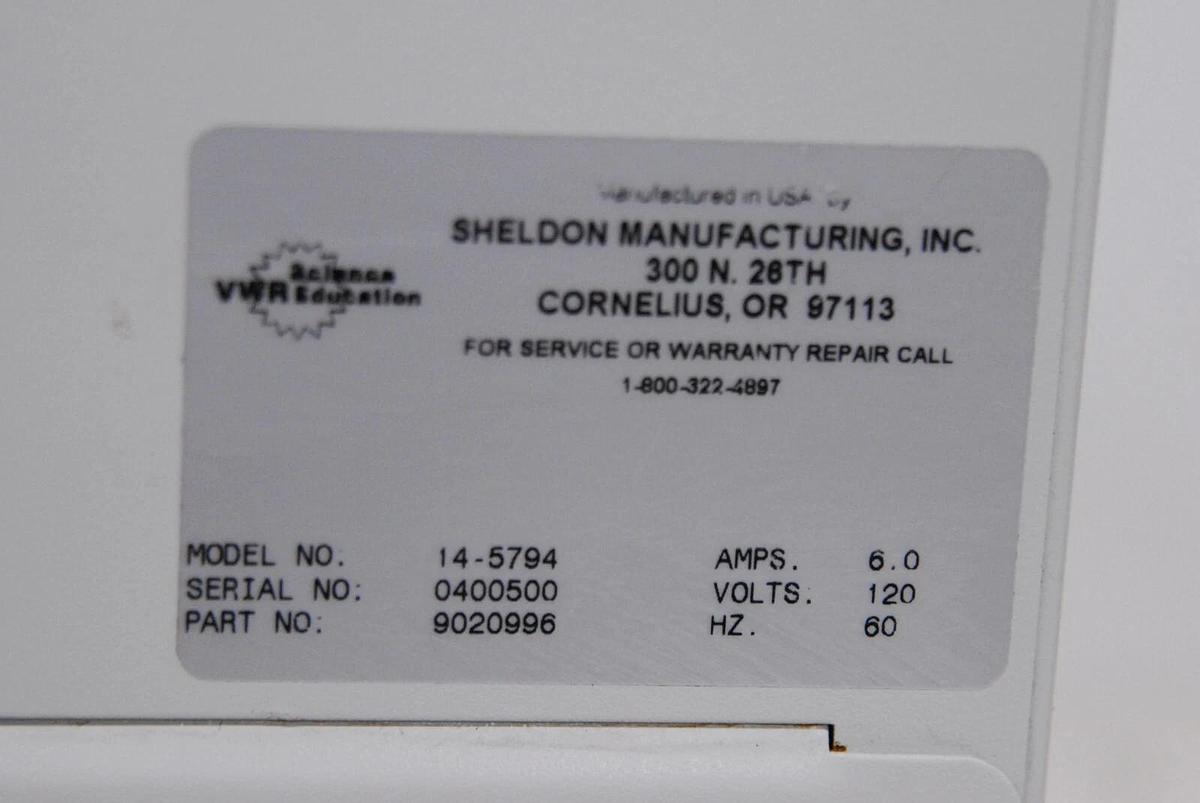 Manufactured in USA by
SHELDON MANUFACTURING, INC.
300 N. 26TH
CORNELIUS, OR 97113
FOR SERVICE OR WARRANTY REPAIR CALL
1-800-322-4897
Science
VWR Education
MODEL NO. 14-5794 AMPS. 6.0
SERIAL NO: 0400500 VOLTS. 120
PART NO: 9020996 HZ. 60